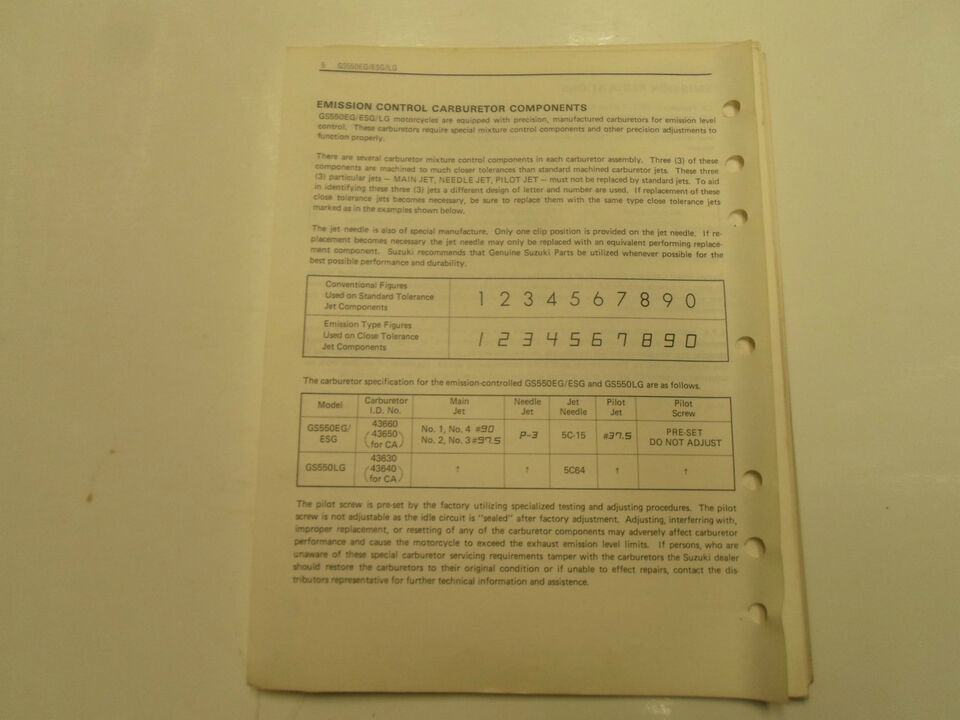 GS550EG/ESG/LG
EMISSION CONTROL CARBURETOR COMPONENTS
GS550EG/ESG/LG motorcycles are equipped with precision, manufactured carburetors for emission level
control. These carburetors require special mixture control components and other precision adjustments to
function properly.
There are several carburetor mixture control components in each carburetor assembly. Three (3) of these
components are machined to much closer tolerances than standard machined carburetor jets. These three
(3) particular jets — MAIN JET, NEEDLE JET, PILOT JET — must not be replaced by standard jets. To aid
in identifying these three (3) jets a different design of letter and number are used. If replacement of these
close tolerance jets becomes necessary, be sure to replace them with the same type close tolerance jets
marked as in the examples shown below.
The jet needle is also of special manufacture. Only one clip position is provided on the jet needle. If re-
placement becomes necessary the jet needle may only be replaced with an equivalent performing replace-
ment component. Suzuki recommends that Genuine Suzuki Parts be utilized whenever possible for the
best possible performance and durability.
Conventional Figures
Used on Standard Tolerance
Jet Components
1 2 3 4 5 6 7 8 9 0
Emission Type Figures
Used on Close Tolerance
Jet Components
1 2 3 4 5 6 7 8 9 0
The carburetor specification for the emission-controlled GS550EG/ESG and GS550LG are as follows.
Model
Carburetor
I.D. No.
Main
Jet
Needle
Jet
Jet
Needle
Pilot
Jet
Pilot
Screw
GS550EG/
ESG
43660
(43650
for CA)
No. 1, No. 4 #90
No. 2, No. 3 #97.5
P-3
5C-15
#37.5
PRE-SET
DO NOT ADJUST
GS550LG
43630
(43640
for CA)
↑
↑
5C64
↑
↑
The pilot screw is pre-set by the factory utilizing specialized testing and adjusting procedures. The pilot
screw is not adjustable as the idle circuit is "sealed" after factory adjustment. Adjusting, interfering with,
improper replacement, or resetting of any of the carburetor components may adversely affect carburetor
performance and cause the motorcycle to exceed the exhaust emission level limits. If persons, who are
unaware of these special carburetor servicing requirements tamper with the carburetors the Suzuki dealer
should restore the carburetors to their original condition or if unable to effect repairs, contact the dis-
tributors representative for further technical information and assistence.